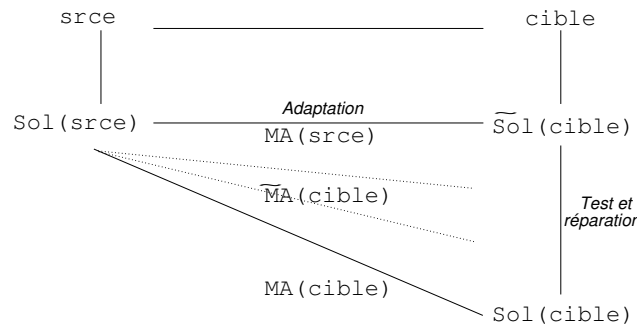 srce
cible
Adaptation
Sol(srce)
S̃ol(cible)
MA(srce)
M̃A(cible)
Test et
réparation
MA(cible)
Sol(cible)